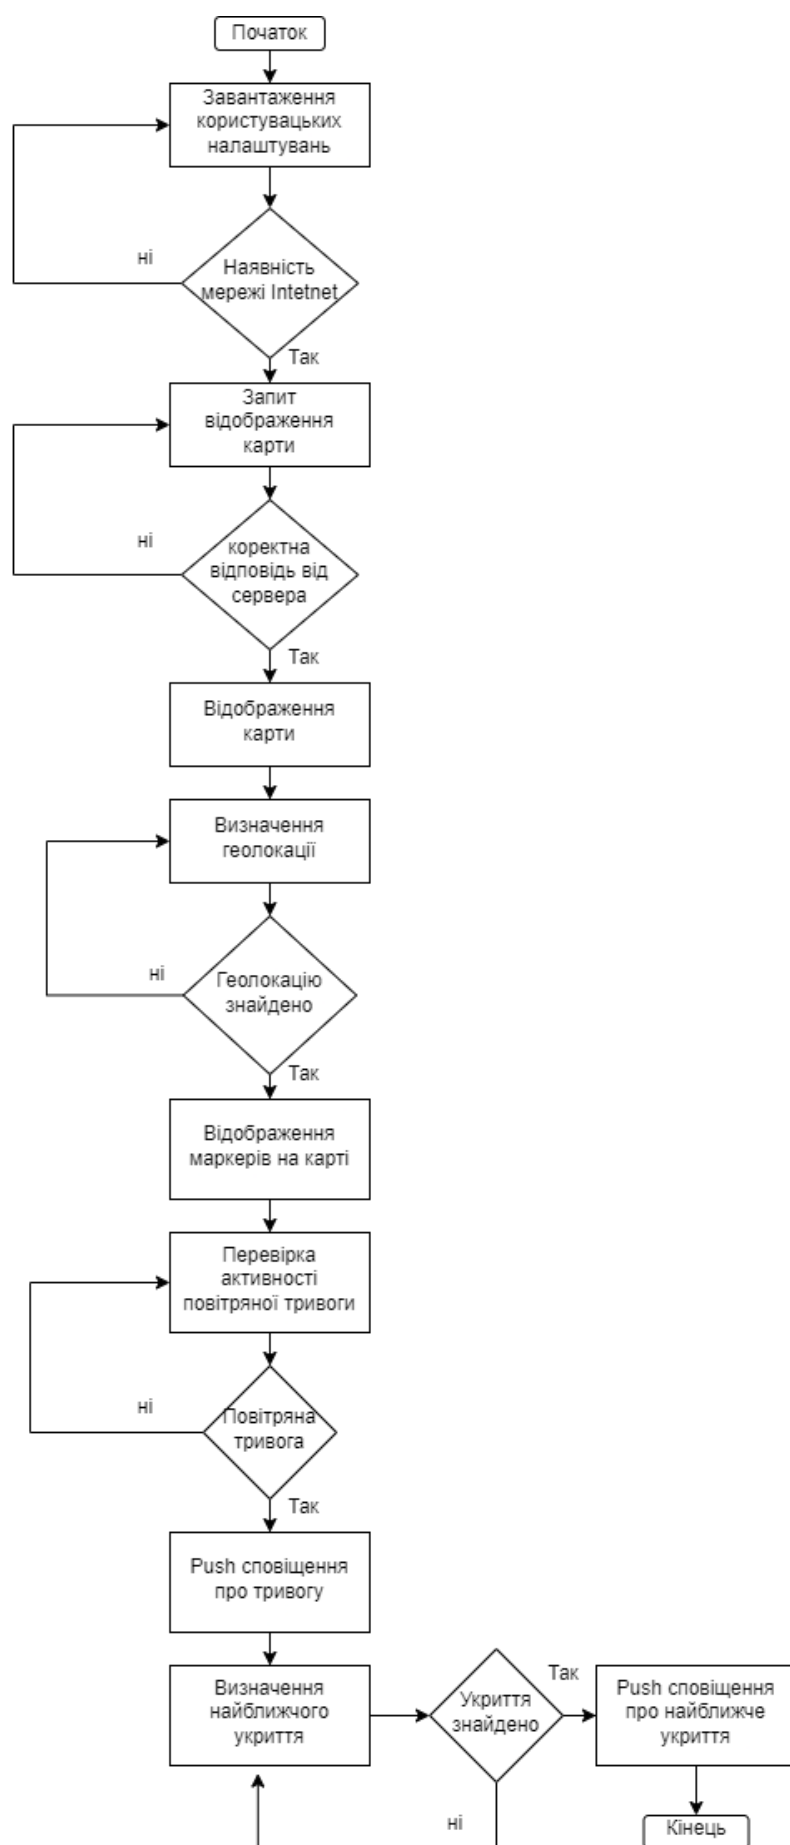 Початок
Завантаження
користувацьких
налаштувань
ні
Наявність
мережі Intetnet
Так
Запит
відображення
карти
ні
коректна
відповідь від
сервера
Так
Відображення
карти
Визначення
геолокації
ні
Геолокацію
знайдено
Так
Відображення
маркерів на карті
Перевірка
активності
повітряної тривоги
ні
Повітряна
тривога
Так
Push сповіщення
про тривогу
Визначення
найближчого
укриття
Укриття
знайдено
Так
Push сповіщення
про найближче
укриття
ні
Кінець